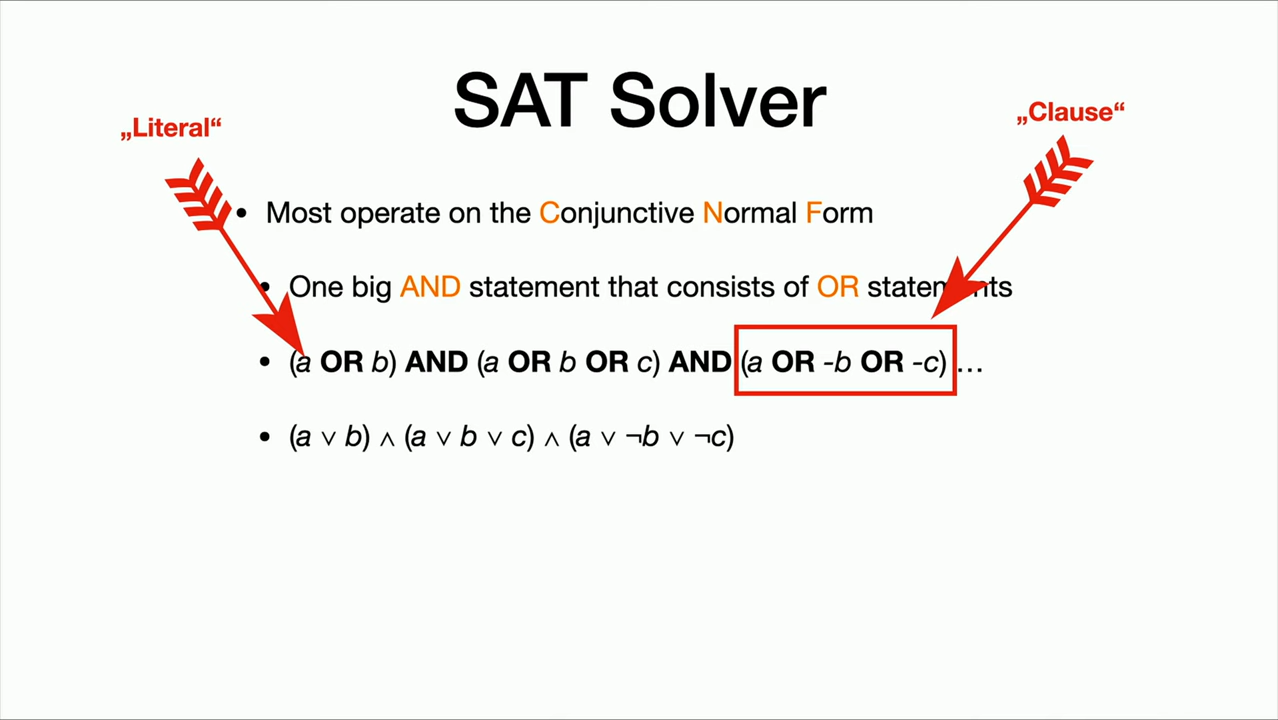 SAT Solver
„Literal“
„Clause“
• Most operate on the Conjunctive Normal Form
• One big AND statement that consists of OR statements
• (a OR b) AND (a OR b OR c) AND (a OR -b OR -c) …
• (a ∨ b) ∧ (a ∨ b ∨ c) ∧ (a ∨ ¬b ∨ ¬c)